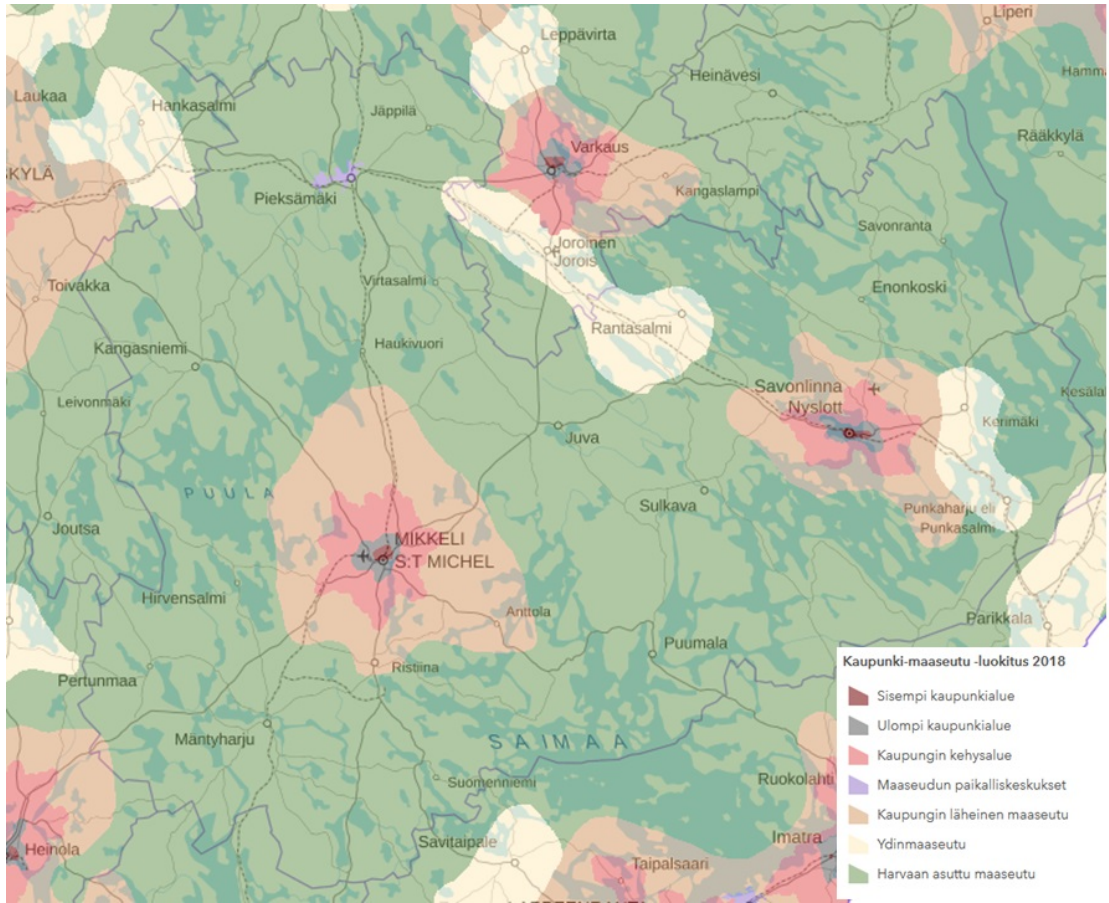 Leppävirta
Liperi
Laukaa
Hankasalmi
Heinävesi
Hamma
Jäppilä
Rääkkylä
SKYLÄ
Varkaus
Pieksämäki
Kangaslampi
Savonranta
Joroinen
Jorois
Toivakka
Virtasalmi
Enonkoski
Rantasalmi
Kangasniemi
Haukivuori
Savonlinna
Nyslott
Kesälal
Leivonmäki
Kerimäki
Juva
PUULA
Sulkava
Punkaharju eli
Punkasalmi
Joutsa
MIKKELI
S:T MICHEL
Hirvensalmi
Anttola
Parikkala
Puumala
Ristiina
Pertunmaa
Mäntyharju
SAIMAA
Suomenniemi
Ruokolahti
Savitaipale
Imatra
Heinola
Taipalsaari
Kaupunki-maaseutu -luokitus 2018
Sisempi kaupunkialue
Ulompi kaupunkialue
Kaupungin kehysalue
Maaseudun paikalliskeskukset
Kaupungin läheinen maaseutu
Ydinmaaseutu
Harvaan asuttu maaseutu